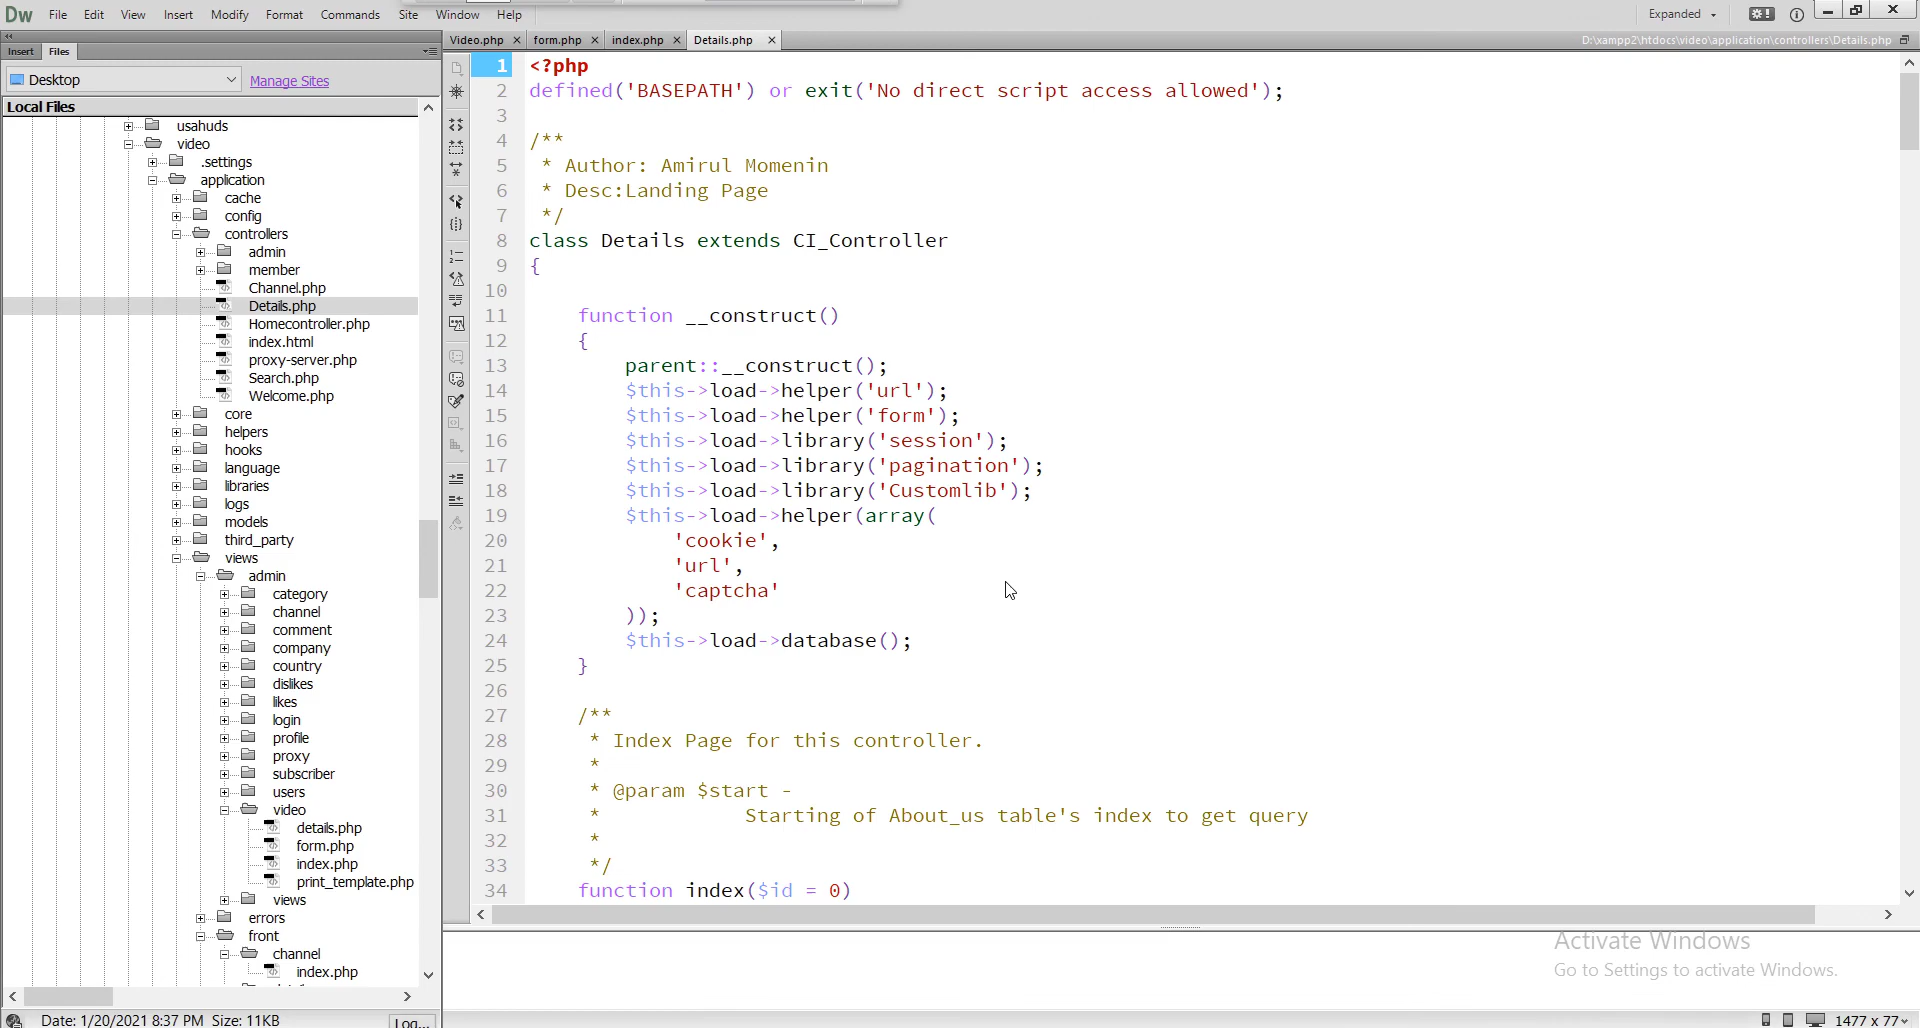 Dw File Edit View Insert Modify Format Commands Site Window Help Expanded
Insert Files
Video.php form.php index.php Details.php D:\xampp2\htdocs\video\application\controllers\Details.php
Desktop Manage Sites
Local Files
usahuds
video
.settings
application
cache
config
controllers
admin
member
Channel.php
Details.php
Homecontroller.php
index.html
proxy-server.php
Search.php
Welcome.php
core
helpers
hooks
language
libraries
logs
models
third_party
views
admin
category
channel
comment
company
country
dislikes
likes
login
profile
proxy
subscriber
users
video
details.php
form.php
index.php
print_template.php
views
errors
front
channel
index.php
Date: 1/20/2021 8:37 PM Size: 11KB Log...
1 <?php
2 defined('BASEPATH') or exit('No direct script access allowed');
3
4 /**
5 * Author: Amirul Momenin
6 * Desc:Landing Page
7 */
8 class Details extends CI_Controller
9 {
10
11 function __construct()
12 {
13 parent::__construct();
14 $this->load->helper('url');
15 $this->load->helper('form');
16 $this->load->library('session');
17 $this->load->library('pagination');
18 $this->load->library('Customlib');
19 $this->load->helper(array(
20 'cookie',
21 'url',
22 'captcha'
23 ));
24 $this->load->database();
25 }
26
27 /**
28 * Index Page for this controller.
29 *
30 * @param $start -
31 * Starting of About_us table's index to get query
32 *
33 */
34 function index($id = 0)
Activate Windows
Go to Settings to activate Windows.
1477 x 77